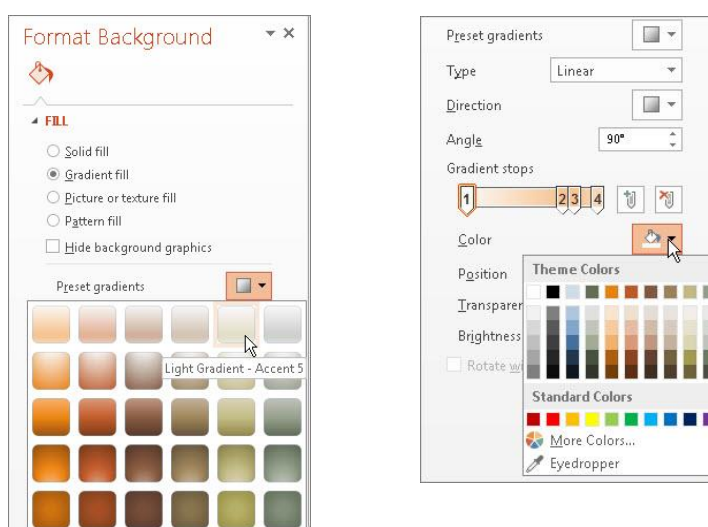 Format Background
FILL
Solid fill
Gradient fill
Picture or texture fill
Pattern fill
Hide background graphics
Preset gradients
Light Gradient - Accent 5
Preset gradients
Type Linear
Direction
Angle 90°
Gradient stops
1 2 3 4
Color
Position
Theme Colors
Transparen
Brightness
Rotate wi
Standard Colors
More Colors...
Eyedropper